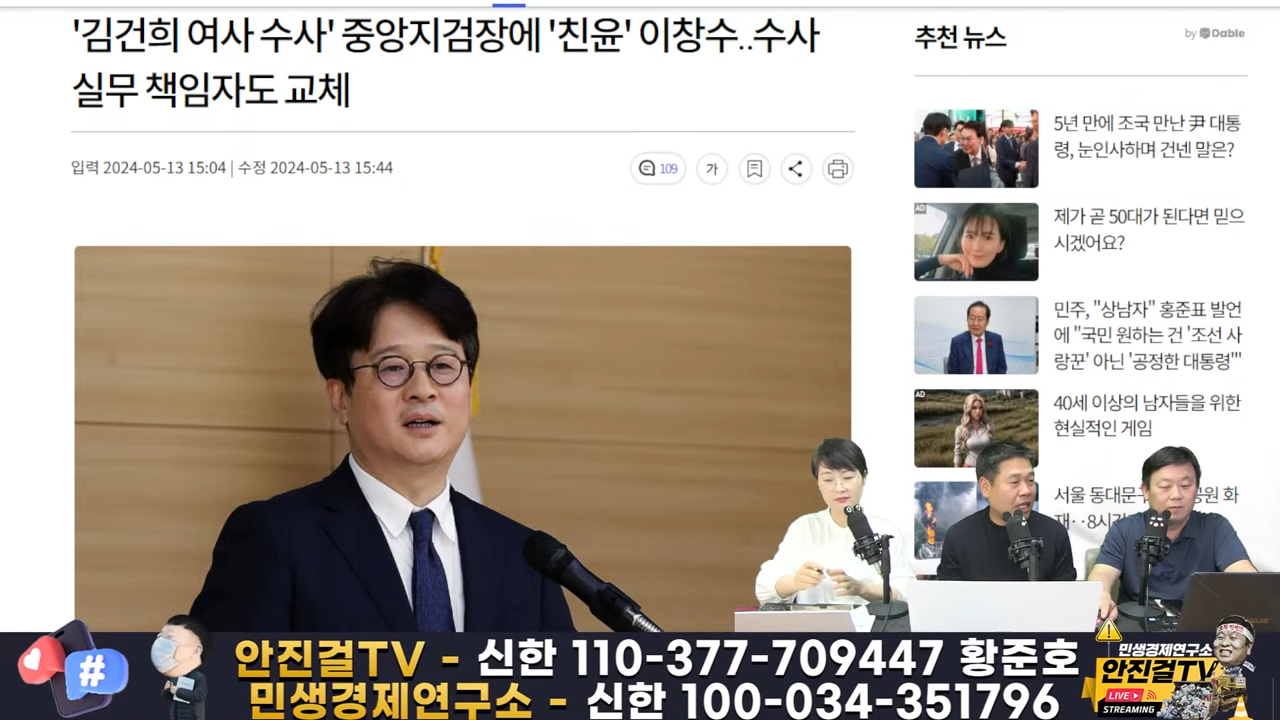 '김건희 여사 수사' 중앙지검장에 '친윤' 이창수..수사
실무 책임자도 교체
입력 2024-05-13 15:04 | 수정 2024-05-13 15:44
109
가
추천 뉴스
by Dable
5년 만에 조국 만난 尹 대통
령, 눈인사하며 건넨 말은?
AD
제가 곧 50대가 된다면 믿으
시겠어요?
민주, "상남자" 홍준표 발언
에 "국민 원하는 건 '조선 사
랑꾼' 아닌 '공정한 대통령'"
AD
40세 이상의 남자들을 위한
현실적인 게임
서울 동대문 원 화
재‥8시간
#
안진걸TV - 신한 110-377-709447 황준호
민생경제연구소 - 신한 100-034-351796
민생경제연구소
안진걸TV
LIVE
STREAMING